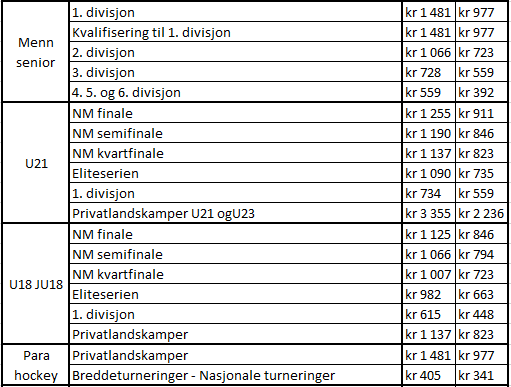 Menn senior
1. divisjon kr 1 481 kr 977
Kvalifisering til 1. divisjon kr 1 481 kr 977
2. divisjon kr 1 066 kr 723
3. divisjon kr 728 kr 559
4. 5. og 6. divisjon kr 559 kr 392
U21
NM finale kr 1 255 kr 911
NM semifinale kr 1 190 kr 846
NM kvartfinale kr 1 137 kr 823
Eliteserien kr 1 090 kr 735
1. divisjon kr 734 kr 559
Privatlandskamper U21 ogU23 kr 3 355 kr 2 236
U18 JU18
NM finale kr 1 125 kr 846
NM semifinale kr 1 066 kr 794
NM kvartfinale kr 1 007 kr 723
Eliteserien kr 982 kr 663
1. divisjon kr 615 kr 448
Privatlandskamper kr 1 137 kr 823
Para hockey
Privatlandskamper kr 1 481 kr 977
Breddeturneringer - Nasjonale turneringer kr 405 kr 341